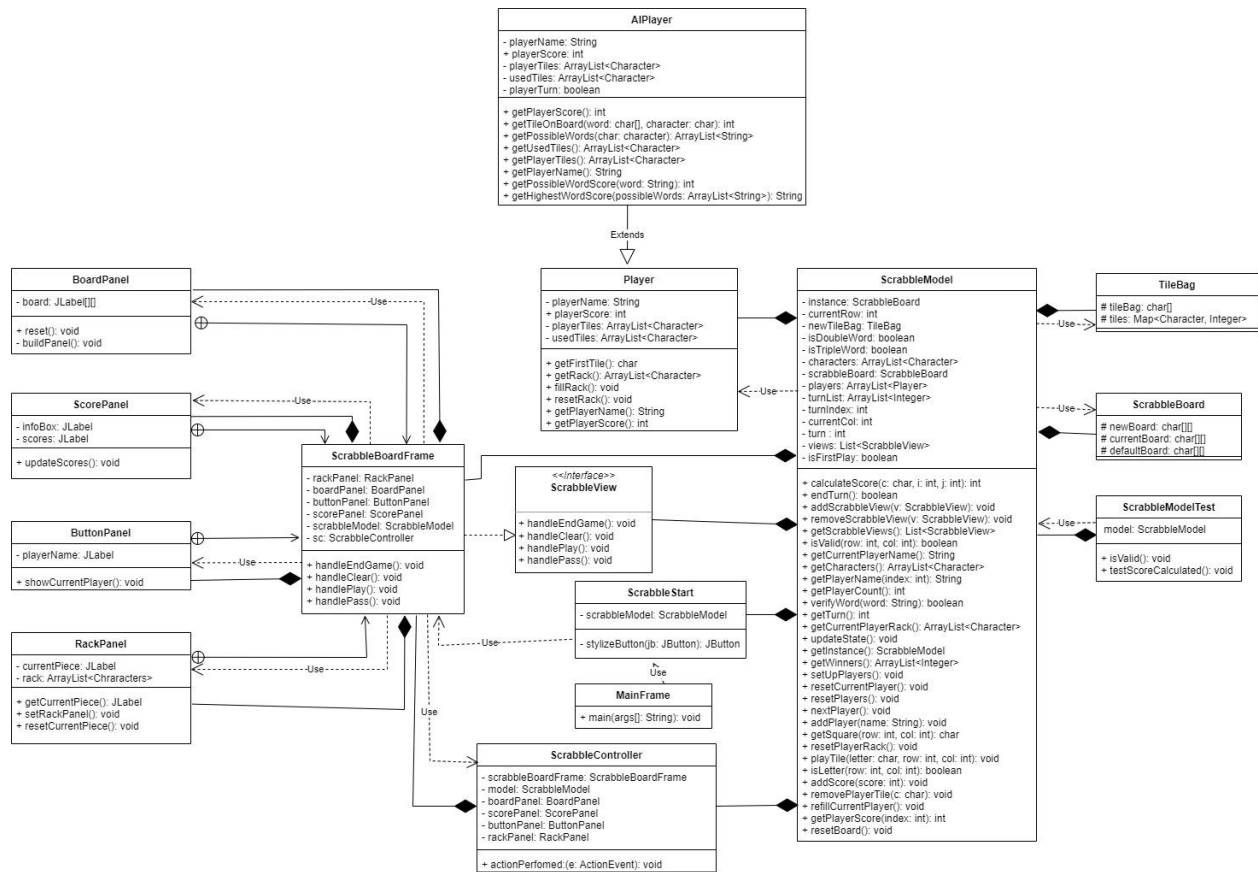 AIPlayer
- playerName: String
+ playerScore: int
- playerTiles: ArrayList<Character>
- usedTiles: ArrayList<Character>
- playerTurn: boolean
+ getPlayerScore(): int
+ getTileOnBoard(word: char[], character: char): int
+ getPossibleWords(char: character): ArrayList<String>
+ getUsedTiles(): ArrayList<Character>
+ getPlayerTiles(): ArrayList<Character>
+ getPlayerName(): String
+ getPossibleWordScore(word: String): int
+ getHighestWordScore(possibleWords: ArrayList<String>): String
Extends
BoardPanel
- board: JLabel[][]
+ reset(): void
- buildPanel(): void
Use
ScorePanel
- infoBox: JLabel
- scores: JLabel
+ updateScores(): void
Use
ButtonPanel
- playerName: JLabel
+ showCurrentPlayer(): void
Use
RackPanel
- currentPiece: JLabel
- rack: ArrayList<Chraracters>
+ getCurrentPiece(): JLabel
+ setRackPanel(): void
+ resetCurrentPiece(): void
Use
ScrabbleBoardFrame
- rackPanel: RackPanel
- boardPanel: BoardPanel
- buttonPanel: ButtonPanel
- scorePanel: ScorePanel
- scrabbleModel: ScrabbleModel
- sc: ScrabbleController
+ handleEndGame(): void
+ handleClear(): void
+ handlePlay(): void
+ handlePass(): void
Use
Player
- playerName: String
+ playerScore: int
- playerTiles: ArrayList<Character>
- usedTiles: ArrayList<Character>
+ getFirstTile(): char
+ getRack(): ArrayList<Character>
+ fillRack(): void
+ resetRack(): void
+ getPlayerName(): String
+ getPlayerScore(): int
Use
<<Interface>>
ScrabbleView
+ handleEndGame(): void
+ handleClear(): void
+ handlePlay(): void
+ handlePass(): void
ScrabbleStart
- scrabbleModel: ScrabbleModel
- stylizeButton(jb: JButton): JButton
Use
Use
MainFrame
+ main(args[]: String): void
ScrabbleController
- scrabbleBoardFrame: ScrabbleBoardFrame
- model: ScrabbleModel
- boardPanel: BoardPanel
- scorePanel: ScorePanel
- buttonPanel: ButtonPanel
- rackPanel: RackPanel
+ actionPerfomed:(e: ActionEvent): void
ScrabbleModel
- instance: ScrabbleBoard
- currentRow: int
- newTileBag: TileBag
- isDoubleWord: boolean
- isTripleWord: boolean
- characters: ArrayList<Character>
- scrabbleBoard: ScrabbleBoard
- players: ArrayList<Player>
- turnList: ArrayList<Integer>
- turnIndex: int
- currentCol: int
- turn : int
- views: List<ScrabbleView>
- isFirstPlay: boolean
+ calculateScore(c: char, i: int, j: int): int
+ endTurn(): boolean
+ addScrabbleView(v: ScrabbleView): void
+ removeScrabbleView(v: ScrabbleView): void
+ getScrabbleViews(): List<ScrabbleView>
+ isValid(row: int, col: int): boolean
+ getCurrentPlayerName(): String
+ getCharacters(): ArrayList<Character>
+ getPlayerName(index: int): String
+ getPlayerCount(): int
+ verifyWord(word: String): boolean
+ getTurn(): int
+ getCurrentPlayerRack(): ArrayList<Character>
+ updateState(): void
+ getInstance(): ScrabbleModel
+ getWinners(): ArrayList<Integer>
+ setUpPlayers(): void
+ resetCurrentPlayer(): void
+ resetPlayers(): void
+ nextPlayer(): void
+ addPlayer(name: String): void
+ getSquare(row: int, col: int): char
+ resetPlayerRack(): void
+ playTile(letter: char, row: int, col: int): void
+ isLetter(row: int, col: int): boolean
+ addScore(score: int): void
+ removePlayerTile(c: char): void
+ refillCurrentPlayer(): void
+ getPlayerScore(index: int): int
+ resetBoard(): void
TileBag
# tileBag: char[]
# tiles: Map<Character, Integer>
Use
ScrabbleBoard
# newBoard: char[][]
# currentBoard: char[][]
# defaultBoard: char[][]
Use
ScrabbleModelTest
model: ScrabbleModel
+ isValid(): void
+ testScoreCalculated(): void
Use
Use